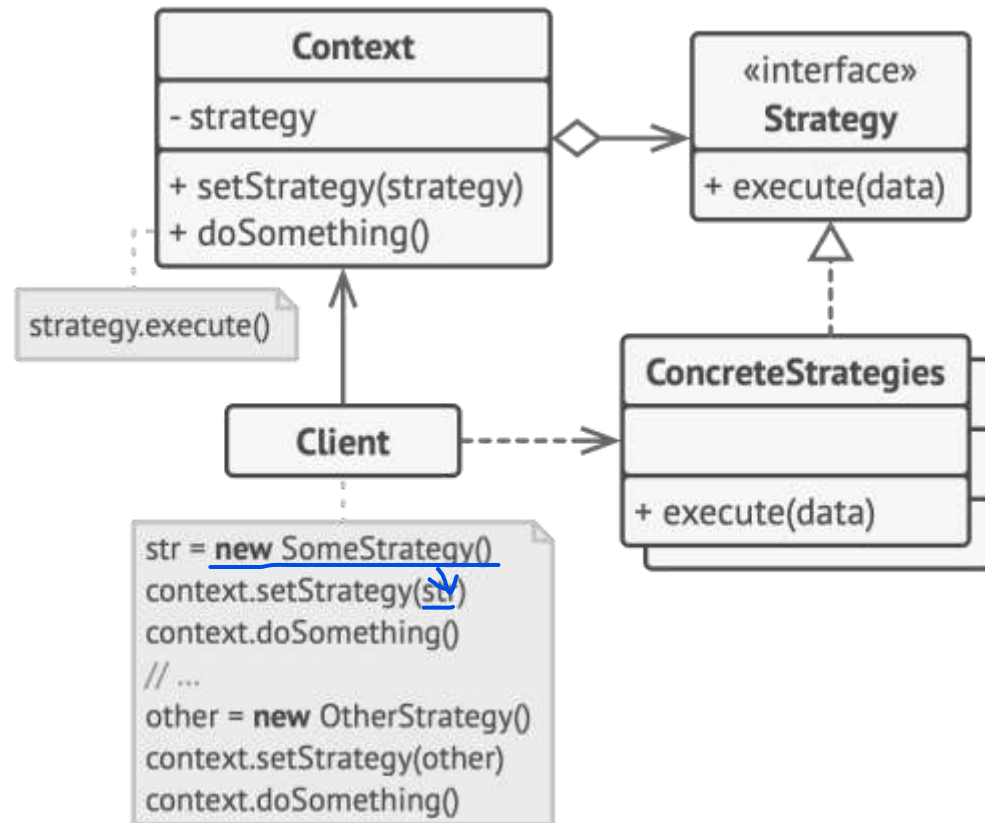 Context
- strategy
+ setStrategy(strategy)
+ doSomething()
«interface»
Strategy
+ execute(data)
strategy.execute()
Client
ConcreteStrategies
+ execute(data)
str = new SomeStrategy()
context.setStrategy(str)
context.doSomething()
// ...
other = new OtherStrategy()
context.setStrategy(other)
context.doSomething()